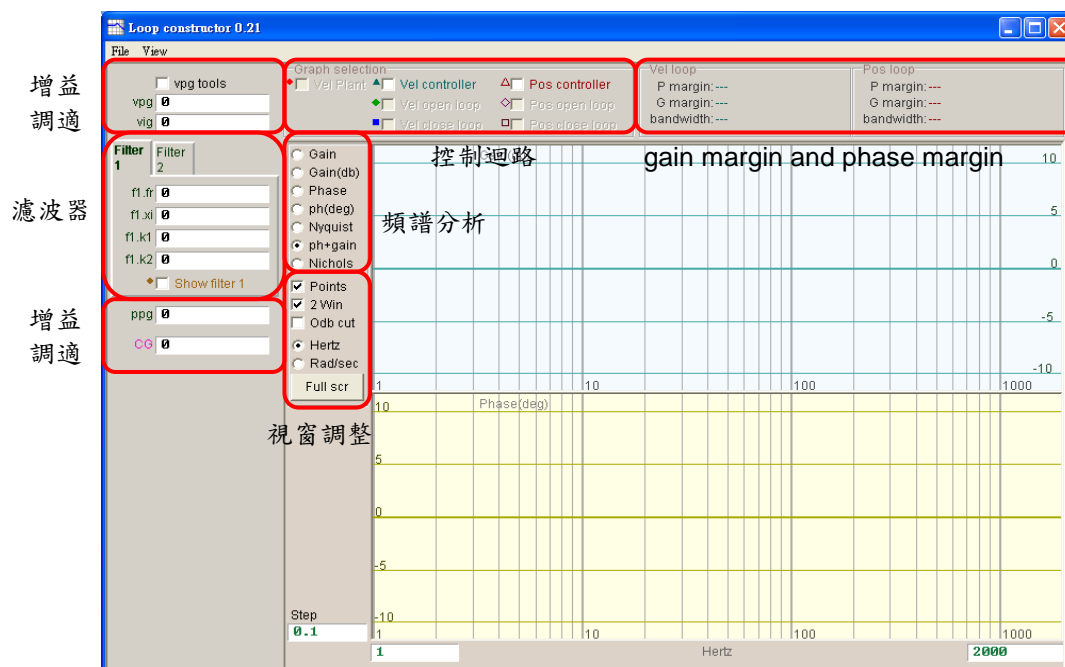 Loop constructor 0.21
File View
增益
調適
vpg tools
vpg 0
vig 0
Graph selection
Vel Plant
Vel controller
Pos controller
Vel open loop
Pos open loop
Vel close loop
Pos close loop
Vel loop
P margin:---
G margin:---
bandwidth:---
Pos loop
P margin:---
G margin:---
bandwidth:---
濾波器
Filter
1
Filter
2
f1.fr 0
f1.xi 0
f1.k1 0
f1.k2 0
Show filter 1
增益
調適
ppg 0
CG 0
Gain
Gain(db)
Phase
ph(deg)
Nyquist
ph+gain
Nichols
頻譜分析
Points
2 Win
Odb cut
Hertz
Rad/sec
Full scr
視窗調整
控制迴路
gain margin and phase margin
10
5
0
-5
-10
1
10
100
1000
Phase(deg)
10
5
0
-5
-10
1
10
100
1000
Step
0.1
1
Hertz
2000